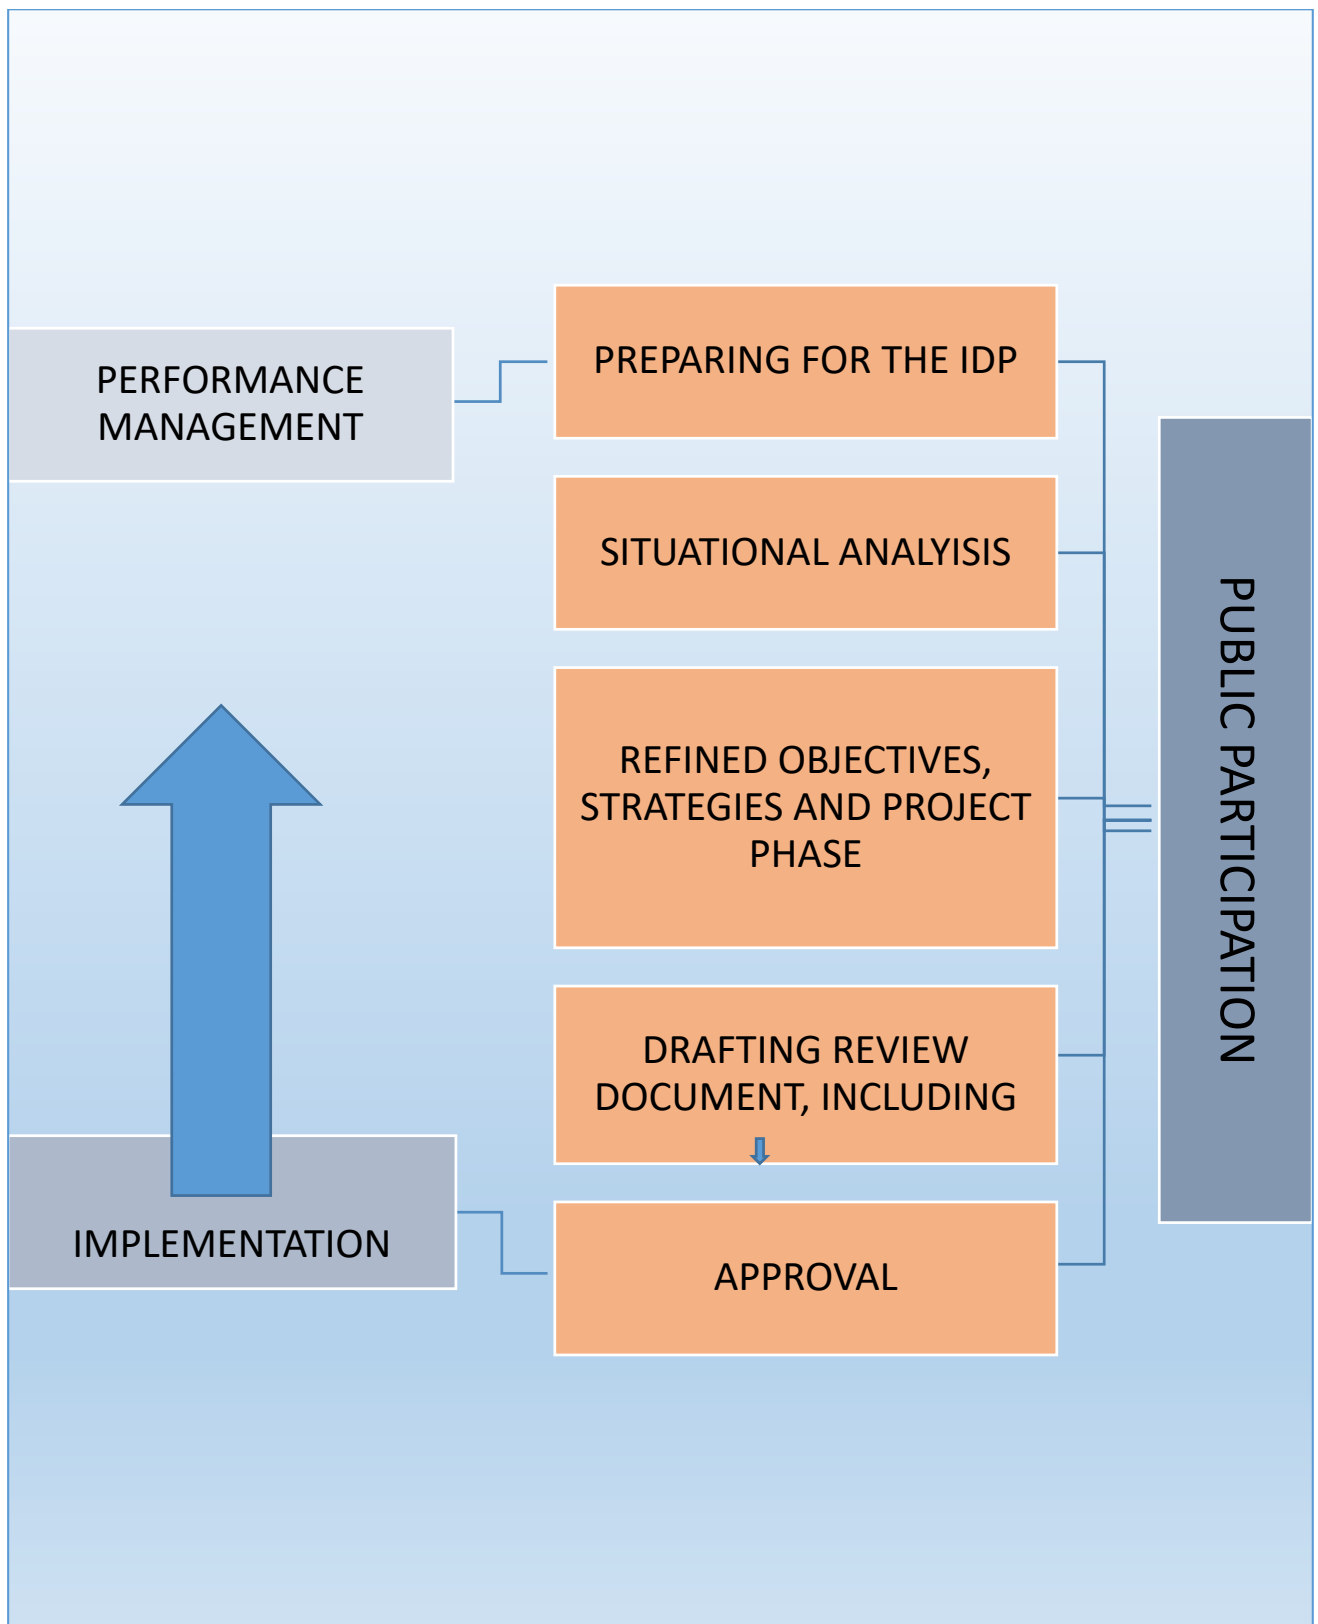 PERFORMANCE
MANAGEMENT
PREPARING FOR THE IDP
SITUATIONAL ANALYISIS
REFINED OBJECTIVES,
STRATEGIES AND PROJECT
PHASE
DRAFTING REVIEW
DOCUMENT, INCLUDING
IMPLEMENTATION
APPROVAL
PUBLIC PARTICIPATION